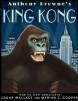 Anthony Browne's
KING KONG
FROM THE STORY CONCEIVED BY
EDGAR WALLACE AND MERIAN C. COOPER